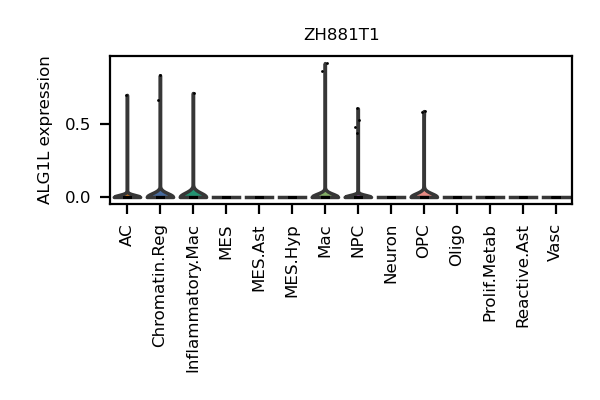 ZH881T1
ALG1L expression
0.5
0.0
AC
Chromatin.Reg
Inflammatory.Mac
MES
MES.Ast
MES.Hyp
Mac
NPC
Neuron
OPC
Oligo
Prolif.Metab
Reactive.Ast
Vasc